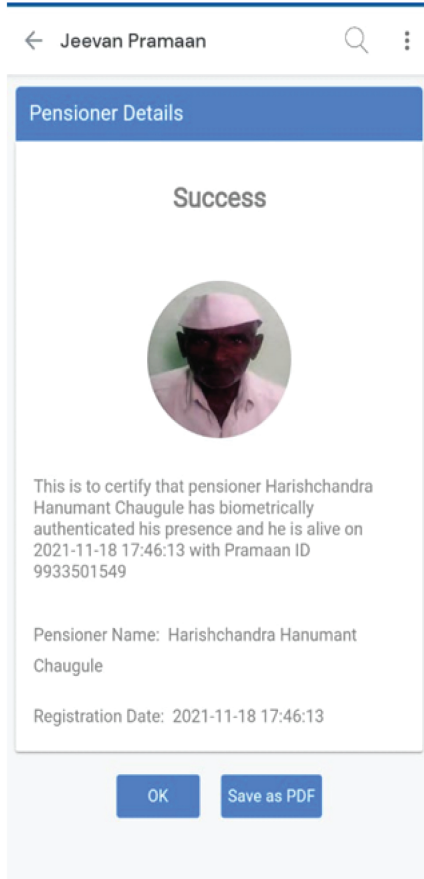 Jeevan Pramaan
Pensioner Details
Success
This is to certify that pensioner Harishchandra
Hanumant Chaugule has biometrically
authenticated his presence and he is alive on
2021-11-18 17:46:13 with Pramaan ID
9933501549
Pensioner Name: Harishchandra Hanumant
Chaugule
Registration Date: 2021-11-18 17:46:13
OK
Save as PDF